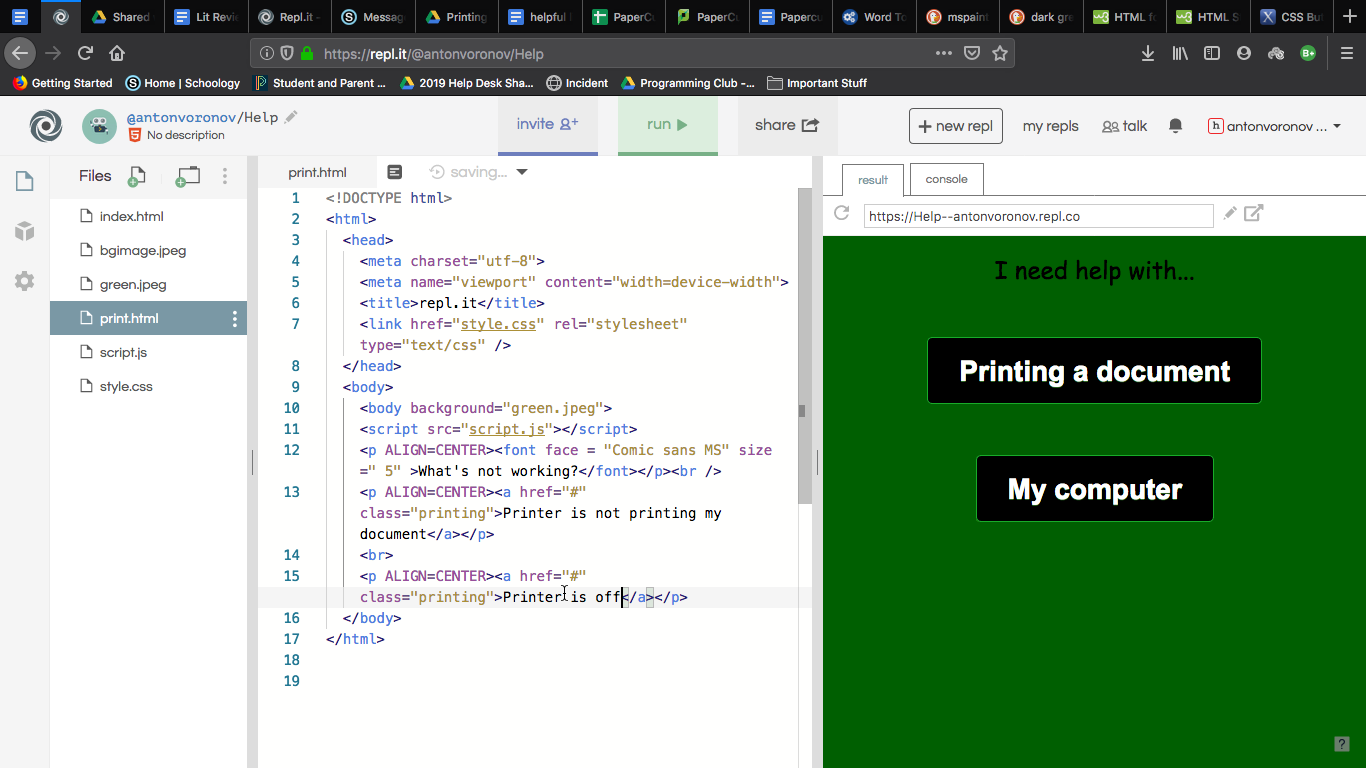 Shared
Lit Revi
Repl.it -
Messag
Printing
helpful
PaperCu
PaperCu
Papercu
Word To
mspaint
dark gre
HTML fo
HTML S
CSS But
https://repl.it/@antonvoronov/Help
Getting Started
Home | Schoology
Student and Parent ...
2019 Help Desk Sha...
Incident
Programming Club -...
Important Stuff
@antonvoronov/Help
No description
invite
run
share
+ new repl
my repls
talk
h antonvoronov ...
Files
index.html
bgimage.jpeg
green.jpeg
print.html
script.js
style.css
print.html
saving...
1 <!DOCTYPE html>
2 <html>
3 <head>
4 <meta charset="utf-8">
5 <meta name="viewport" content="width=device-width">
6 <title>repl.it</title>
7 <link href="style.css" rel="stylesheet"
type="text/css" />
8 </head>
9 <body>
10 <body background="green.jpeg">
11 <script src="script.js"></script>
12 <p ALIGN=CENTER><font face = "Comic sans MS" size
=" 5" >What's not working?</font></p><br />
13 <p ALIGN=CENTER><a href="#"
class="printing">Printer is not printing my
document</a></p>
14 <br>
15 <p ALIGN=CENTER><a href="#"
class="printing">Printer is off</a></p>
16 </body>
17 </html>
18
19
result
console
https://Help--antonvoronov.repl.co
I need help with...
Printing a document
My computer
?